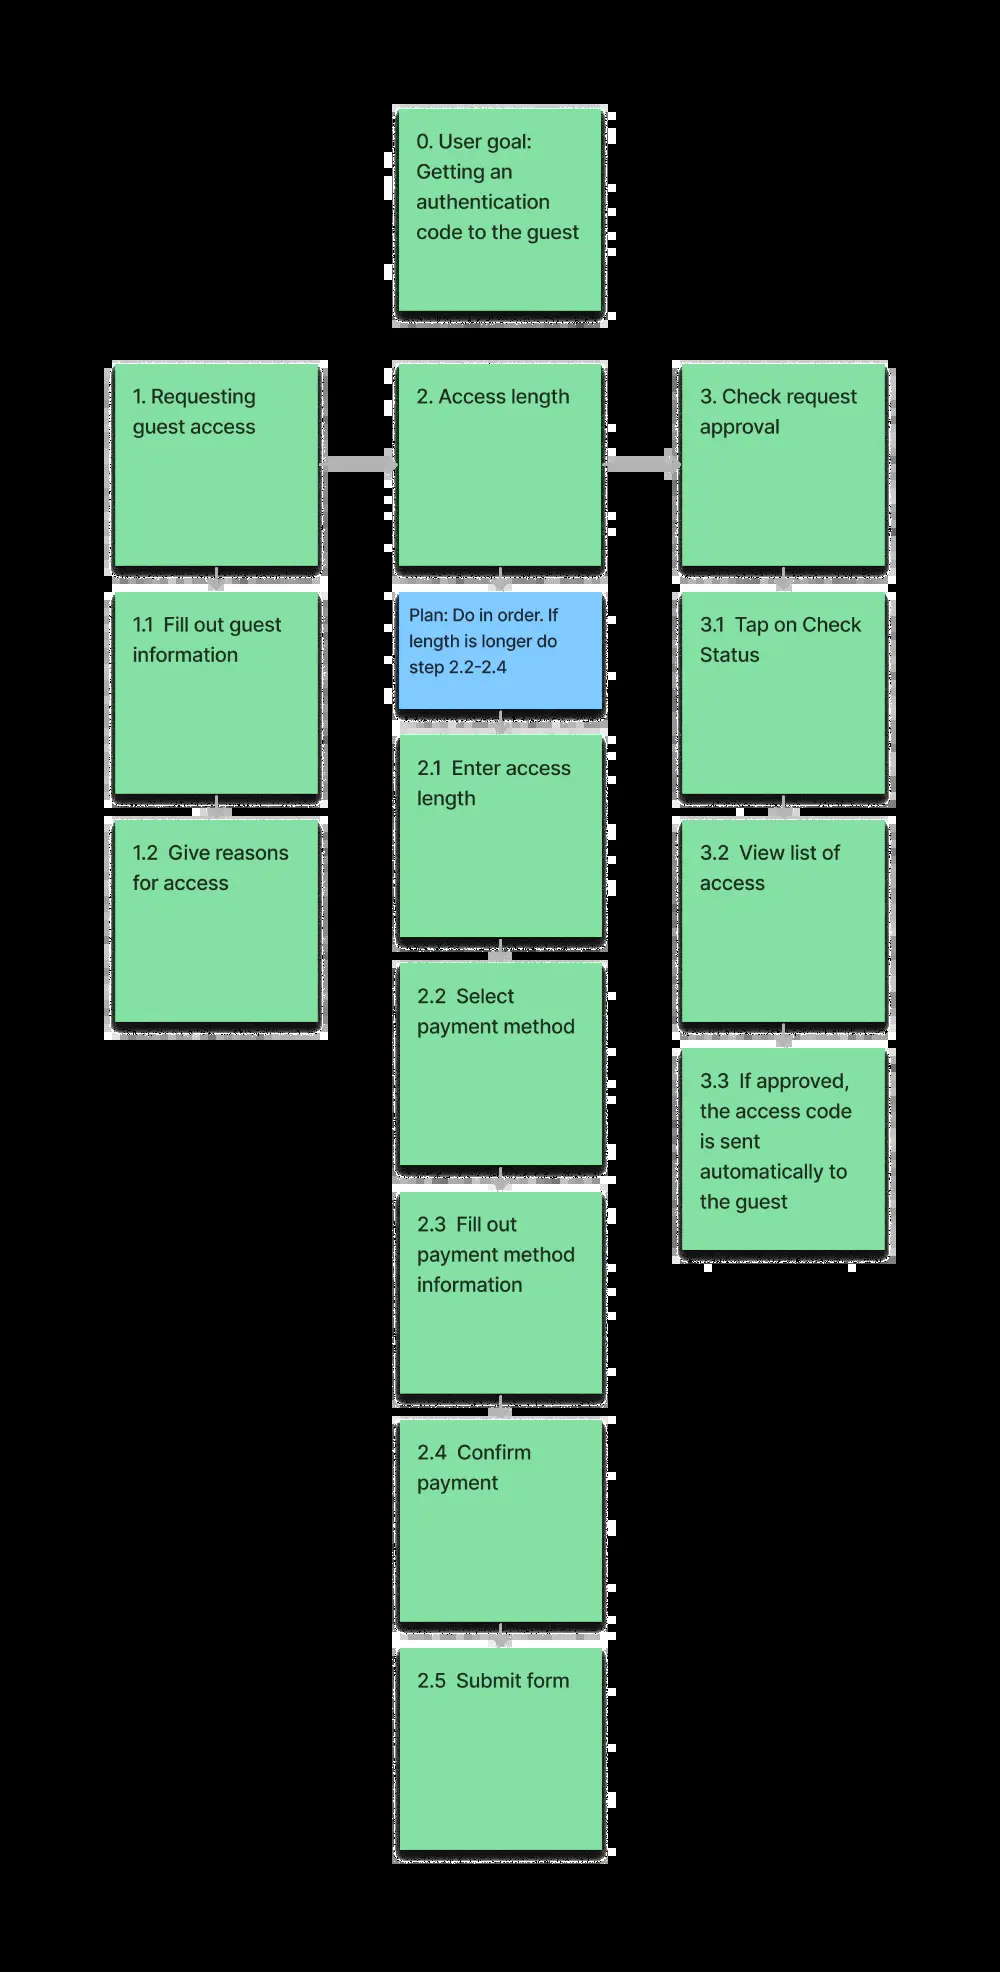 0. User goal:
Getting an
authentication
code to the guest
1. Requesting
guest access
2. Access length
3. Check request
approval
1.1 Fill out guest
information
1.2 Give reasons
for access
Plan: Do in order. If
length is longer do
step 2.2-2.4
2.1 Enter access
length
2.2 Select
payment method
2.3 Fill out
payment method
information
2.4 Confirm
payment
2.5 Submit form
3.1 Tap on Check
Status
3.2 View list of
access
3.3 If approved,
the access code
is sent
automatically to
the guest